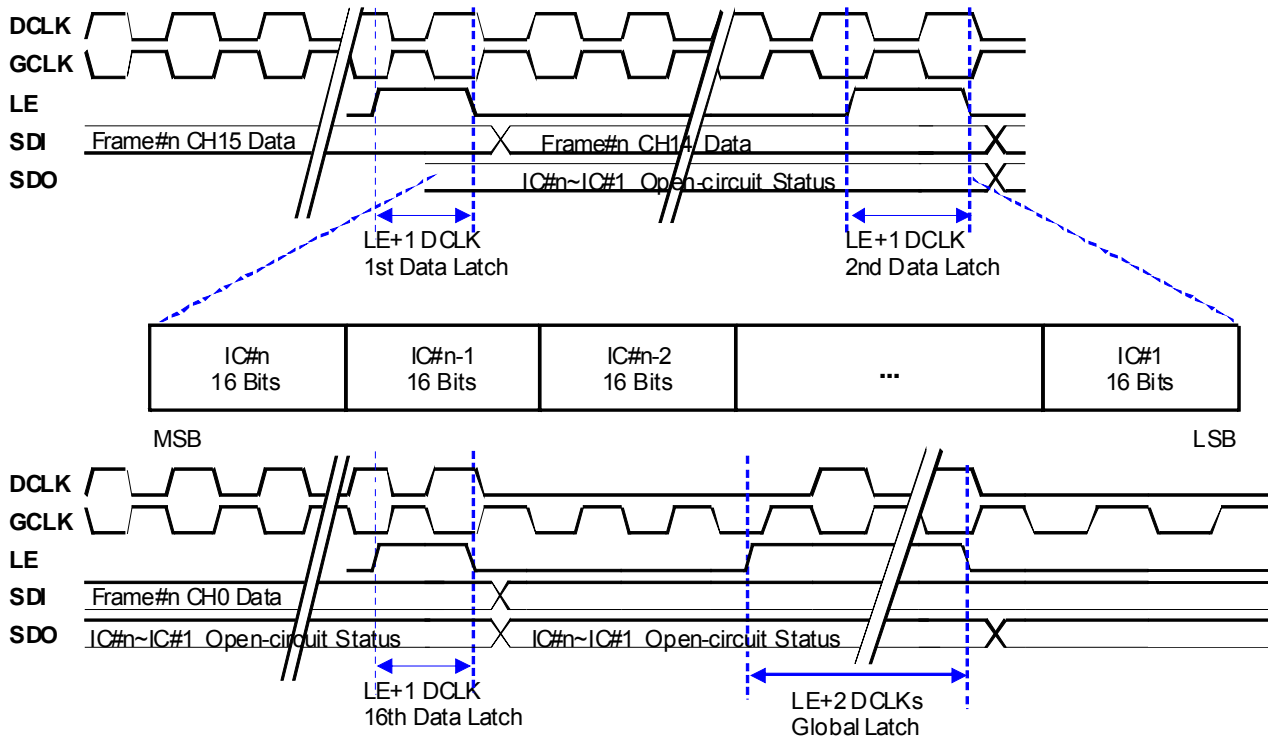 DCLK
GCLK
LE
SDI Frame#n CH15 Data Frame#n CH14 Data
SDO IC#n~IC#1 Open-circuit Status
LE+1 DCLK LE+1 DCLK
1st Data Latch 2nd Data Latch
IC#n IC#n-1 IC#n-2 ... IC#1
16 Bits 16 Bits 16 Bits 16 Bits
MSB LSB
DCLK
GCLK
LE
SDI Frame#n CH0 Data
SDO IC#n~IC#1 Open-circuit Status IC#n~IC#1 Open-circuit Status
LE+1 DCLK LE+2 DCLKs
16th Data Latch Global Latch